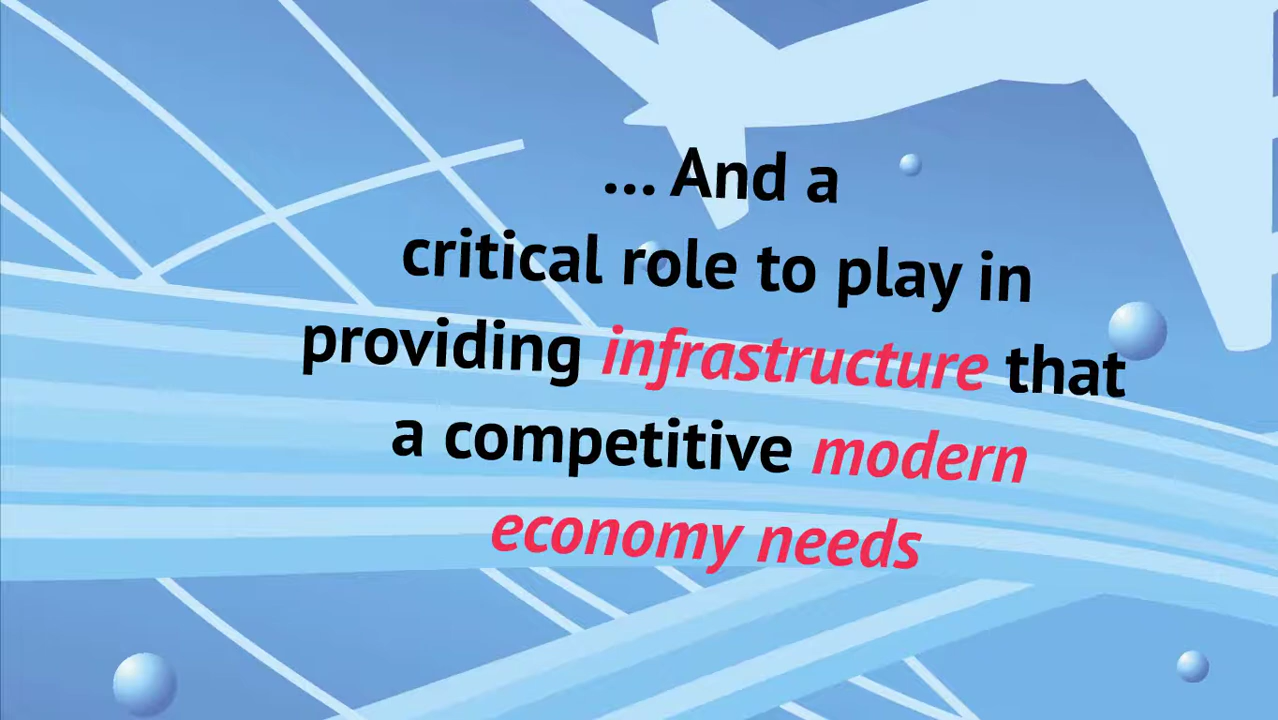 ... And a
critical role to play in
providing infrastructure that
a competitive modern
economy needs